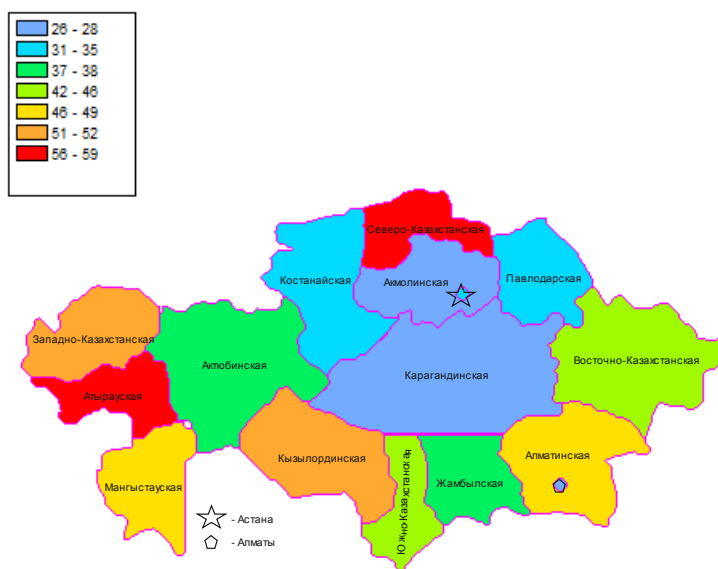 26 - 28
31 - 35
37 - 38
42 - 46
46 - 49
51 - 52
56 - 59
Северо-Казахстанская
Костанайская
Акмолинская
Павлодарская
Западно-Казахстанская
Актюбинская
Восточно-Казахстанская
Карагандинская
Атырауская
Кызылординская
Южно-Казахстанская
Жамбылская
Алматинская
Мангыстауская
- Астана
- Алматы